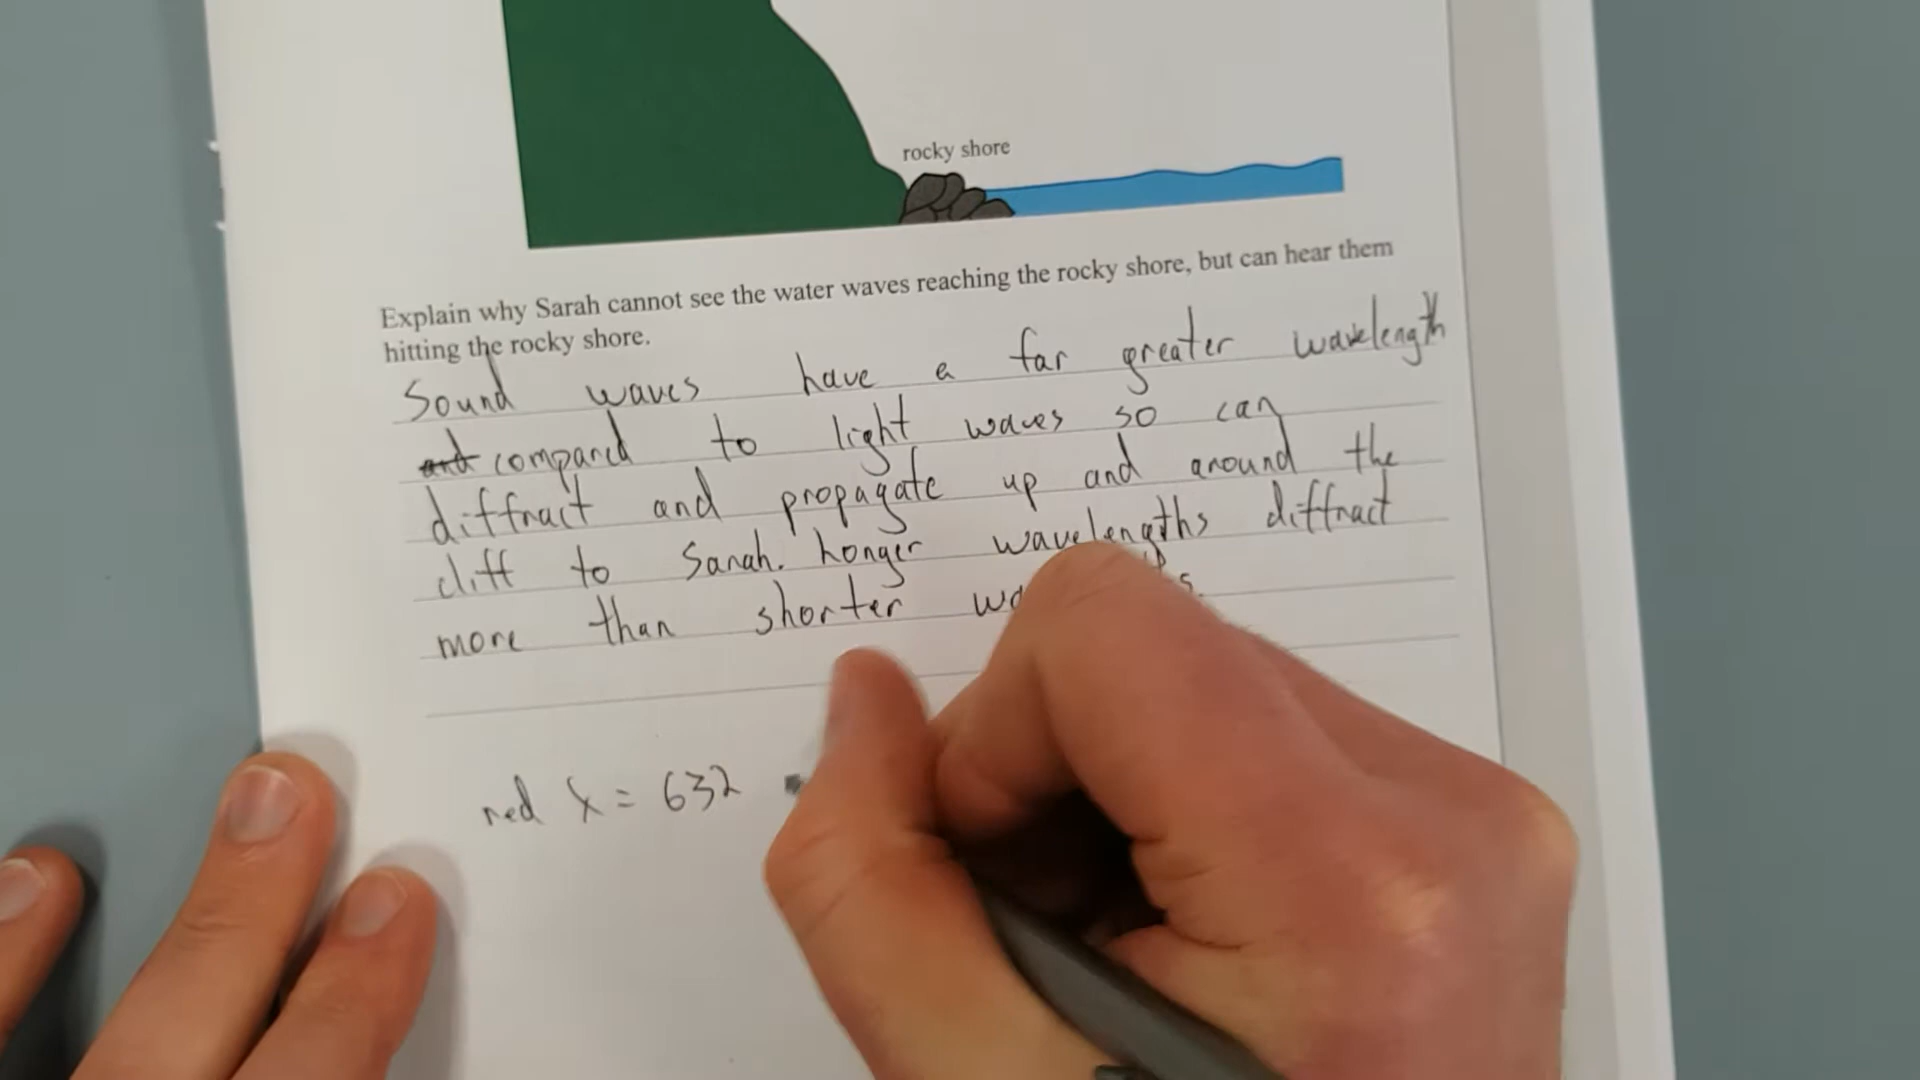 rocky shore
Explain why Sarah cannot see the water waves reaching the rocky shore, but can hear them
hitting the rocky shore.
Sound waves have a far greater wavelength
and compared to light waves so can
diffract and propagate up and around the
cliff to Sarah. Longer wavelengths diffract
more than shorter
red λ = 632